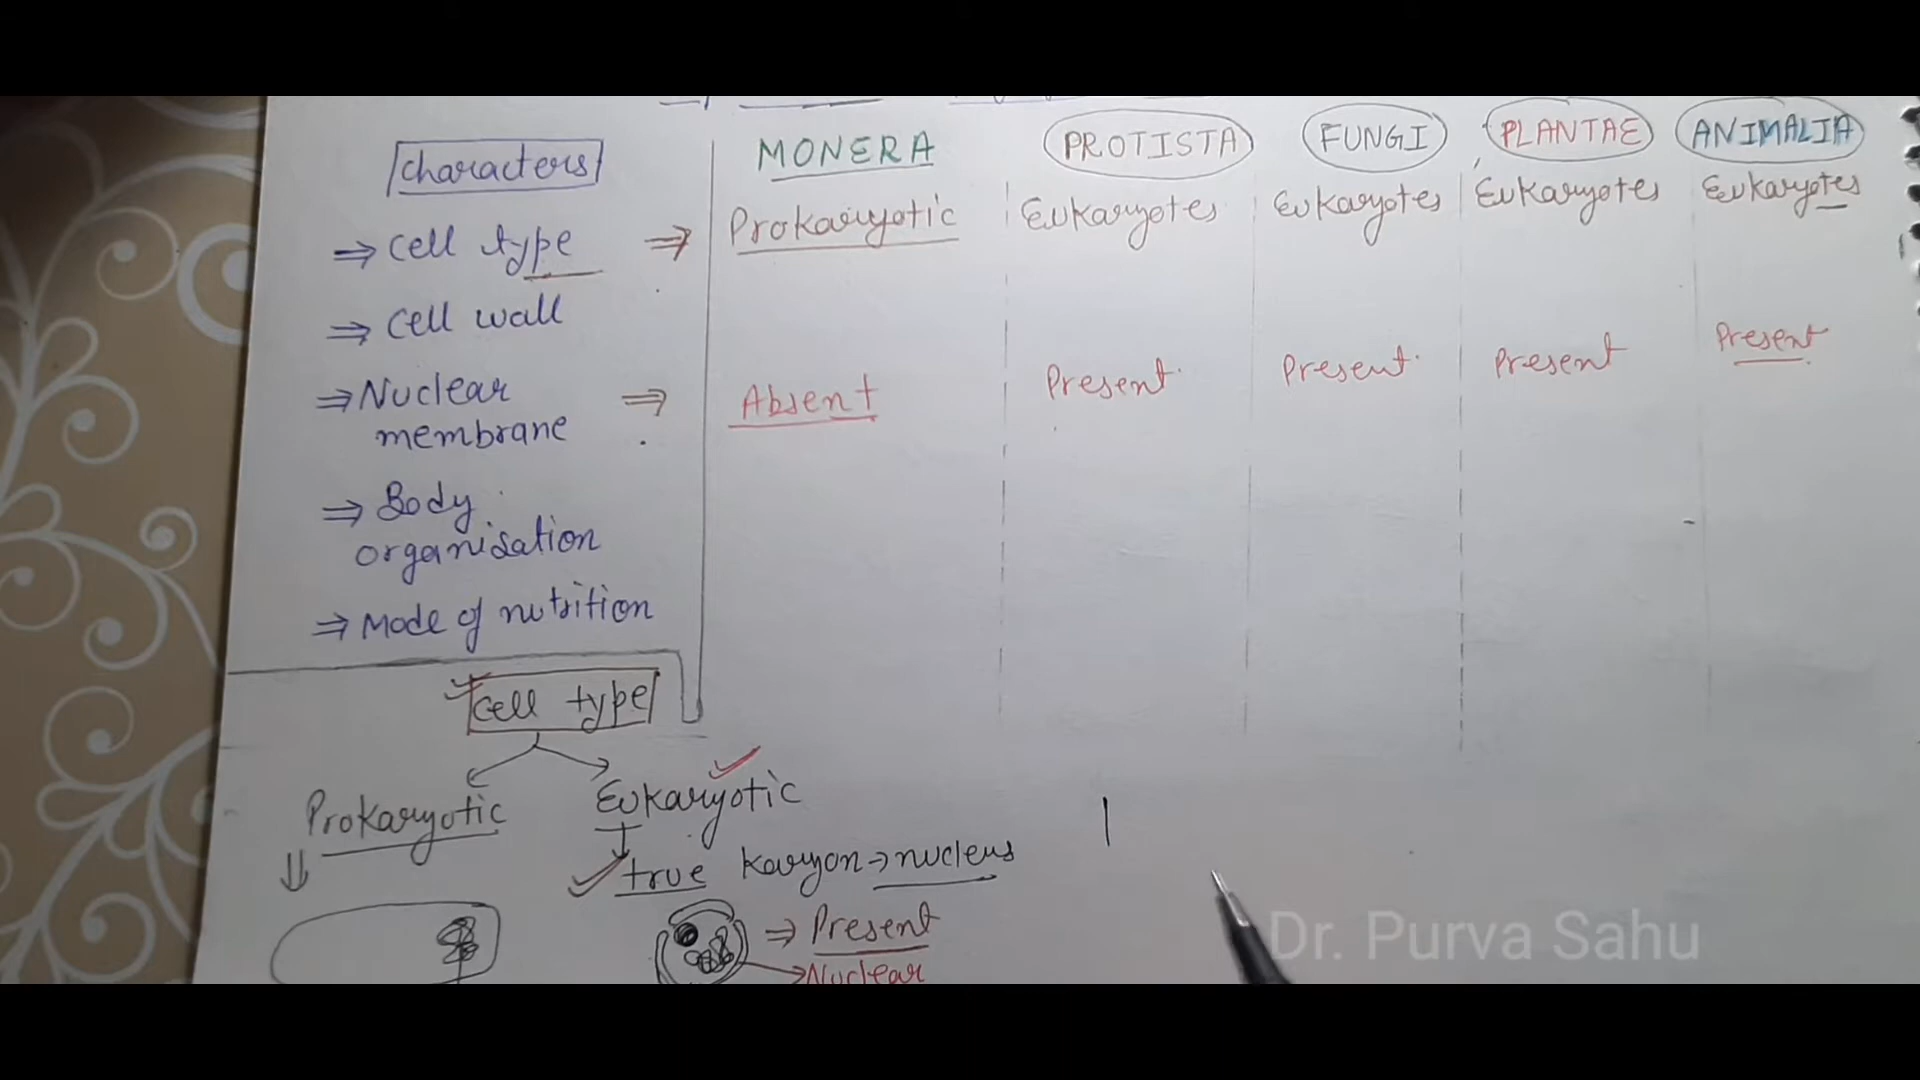 Characters
MONERA
PROTISTA
FUNGI
PLANTAE
ANIMALIA
⇒ Cell type ⇒
Prokaryotic
Eukaryotes
Eukaryotes
Eukaryotes
Eukaryotes
⇒ Cell wall
⇒ Nuclear
membrane ⇒
Absent
Present
Present
Present
Present
⇒ Body
organisation
⇒ Mode of nutrition
Cell type
Prokaryotic
Eukaryotic
true Karyon → nucleus
⇒ Present
→ Nuclear
Dr. Purva Sahu